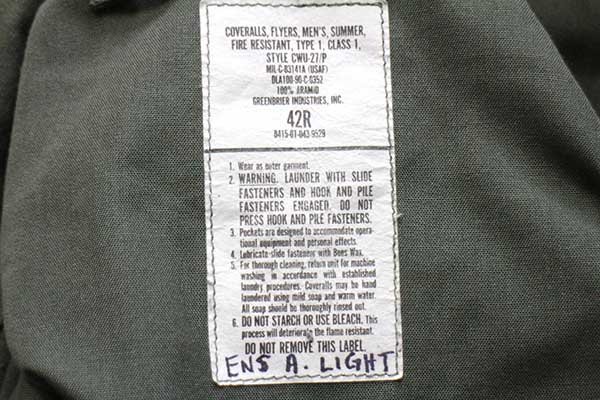 COVERALLS, FLYERS, MEN'S, SUMMER,
FIRE RESISTANT, TYPE 1, CLASS 1,
STYLE CWU-27/P
MIL-C-83141A (USAF)
DLA100-90-C-0352
100% ARAMID
GREENBRIER INDUSTRIES, INC.
42R
8415-01-043-9529
1. Wear as outer garment.
2. WARNING. LAUNDER WITH SLIDE
FASTENERS AND HOOK AND PILE
FASTENERS ENGAGED. DO NOT
PRESS HOOK AND PILE FASTENERS.
3. Pockets are designed to accommodate opera-
tional equipment and personal effects.
4. Lubricate slide fasteners with Bees Wax.
5. For thorough cleaning, return unit for machine
washing in accordance with established
laundry procedures. Coveralls may be hand
laundered using mild soap and warm water.
All soap should be thoroughly rinsed out.
6. DO NOT STARCH OR USE BLEACH. This
process will deteriorate the flame resistant.
DO NOT REMOVE THIS LABEL.
ENS A. LIGHT